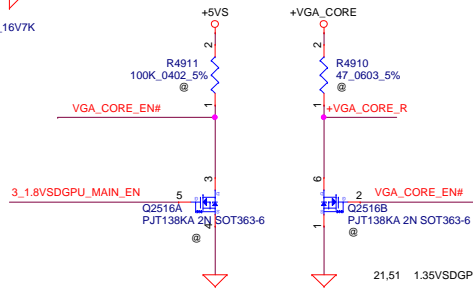 +5VS
+VGA_CORE
_16V7K
2
2
R4911
100K_0402_5%
@
R4910
47_0603_5%
@
1
1
VGA_CORE_EN#
+VGA_CORE_R
3
6
3_1.8VSDGPU_MAIN_EN
5
2
VGA_CORE_EN#
Q2516A
PJT138KA 2N SOT363-6
@
Q2516B
PJT138KA 2N SOT363-6
@
4
1
21,51 1.35VSDGP